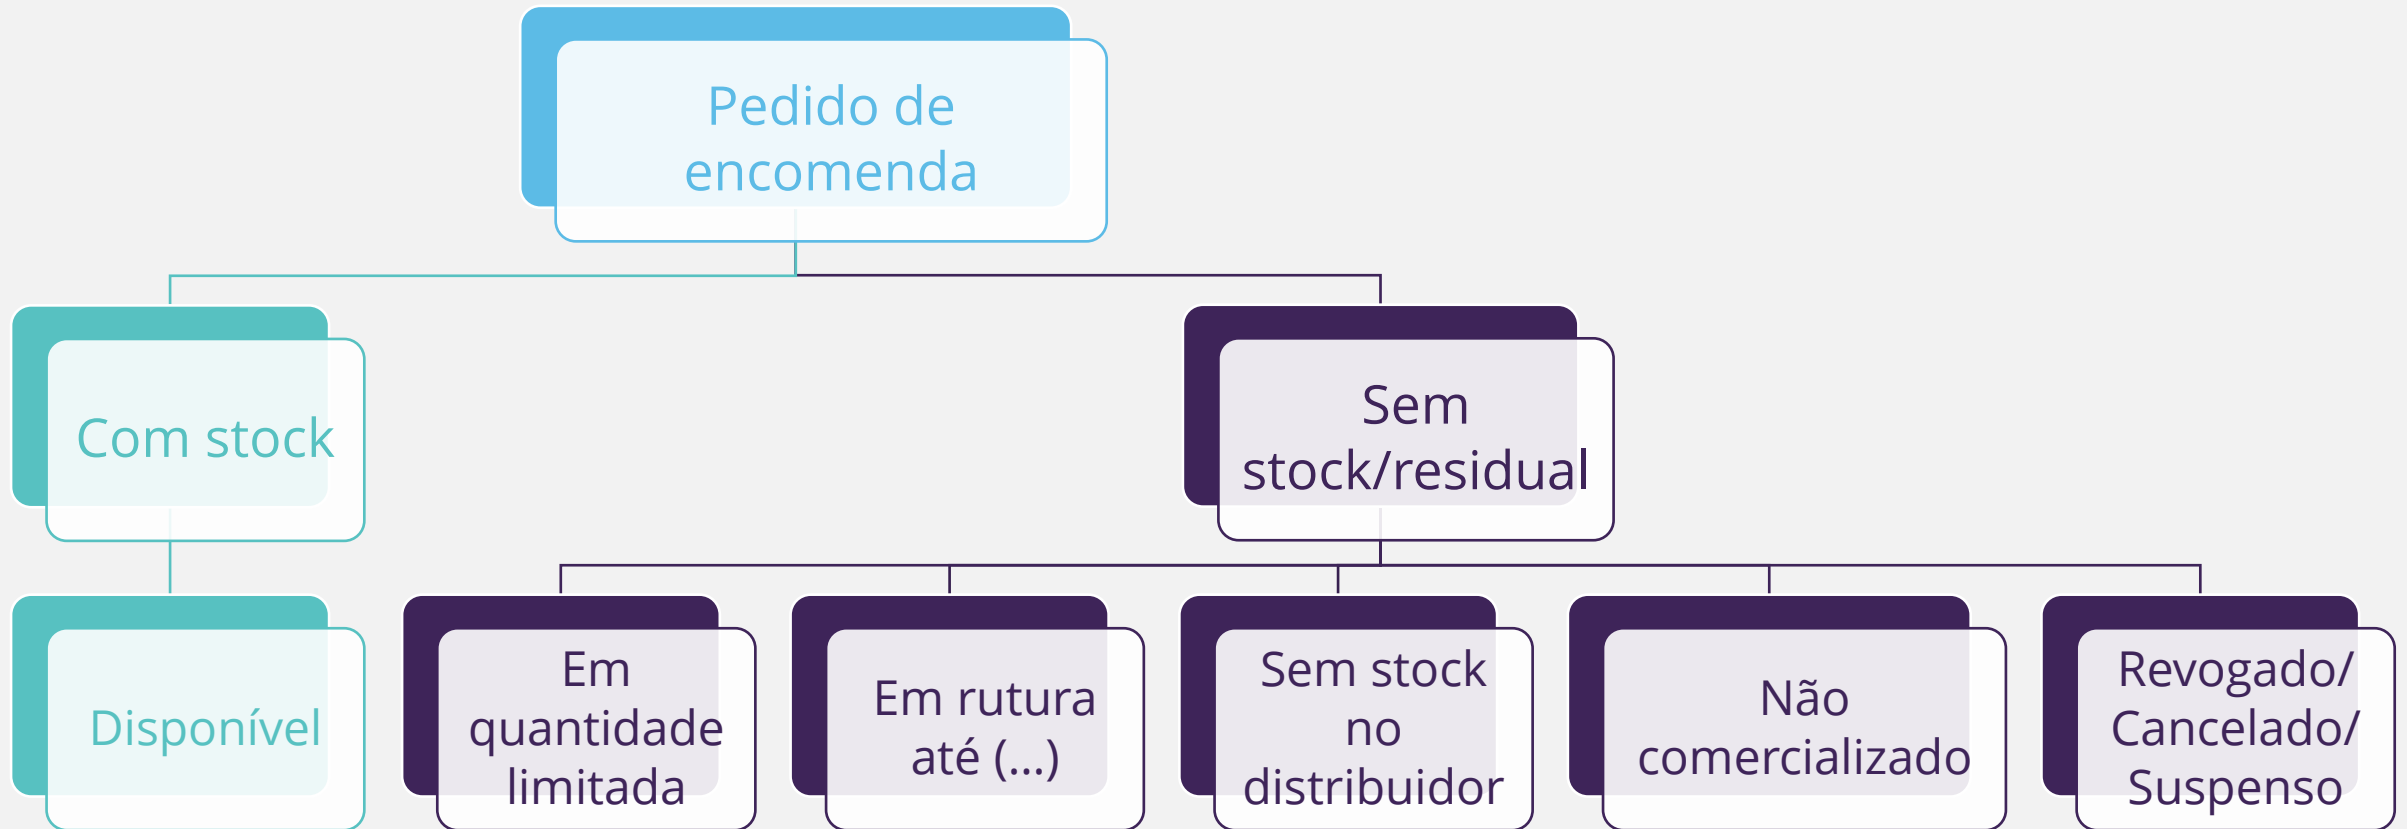 Pedido de
encomenda
Com stock
Sem
stock/residual
Disponível
Em
quantidade
limitada
Em rutura
até (...)
Sem stock
no
distribuidor
Não
comercializado
Revogado/
Cancelado/
Suspenso